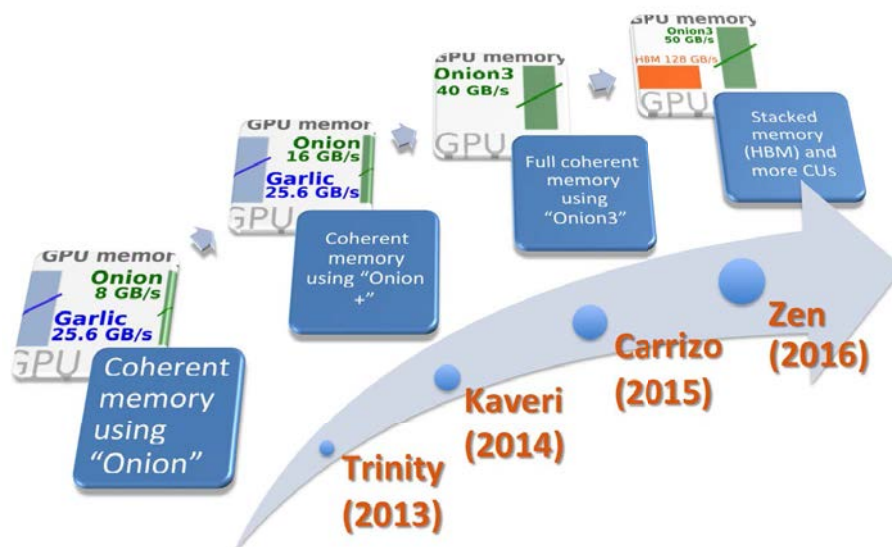 GPU memor
Onion
8 GB/s
Garlic
25.6 GB/s
GPU
Coherent
memory
using
“Onion”
Trinity
(2013)
GPU memor
Onion
16 GB/s
Garlic
25.6 GB/s
GPU
Coherent
memory
using “Onion
+”
Kaveri
(2014)
GPU memory
Onion3
40 GB/s
GPU
Full coherent
memory
using
“Onion3”
Carrizo
(2015)
GPU memory
Onion3
50 GB/s
HBM 128 GB/s
GPU
Stacked
memory
(HBM) and
more CUs
Zen
(2016)